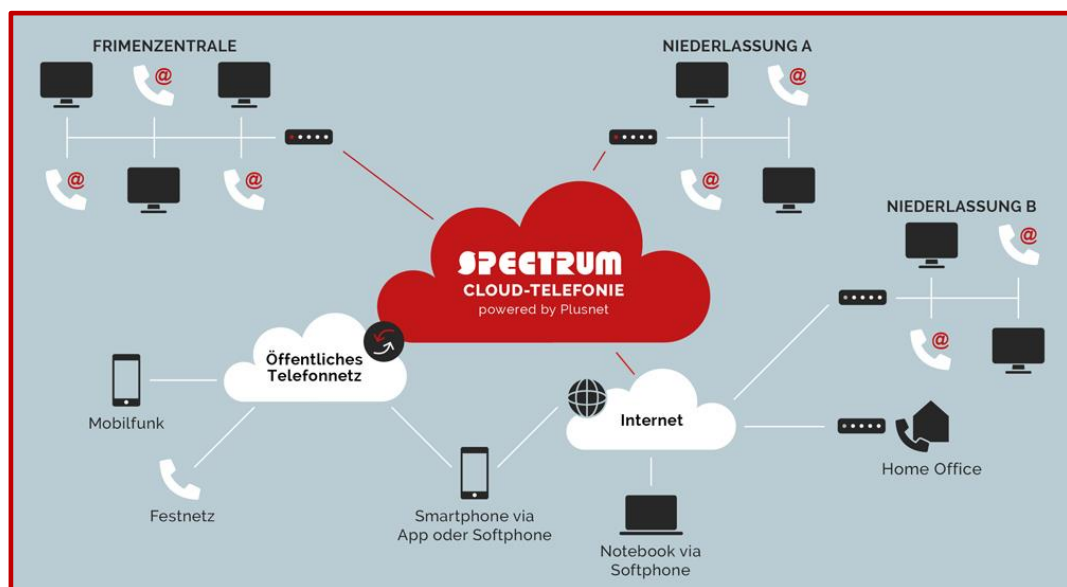 FRIMENZENTRALE
@
@
@
@
NIEDERLASSUNG A
@
@
NIEDERLASSUNG B
@
@
SPECTRUM
CLOUD-TELEFONIE
powered by Plusnet
Öffentliches
Telefonnetz
Internet
Mobilfunk
Festnetz
Smartphone via
App oder Softphone
Notebook via
Softphone
Home Office